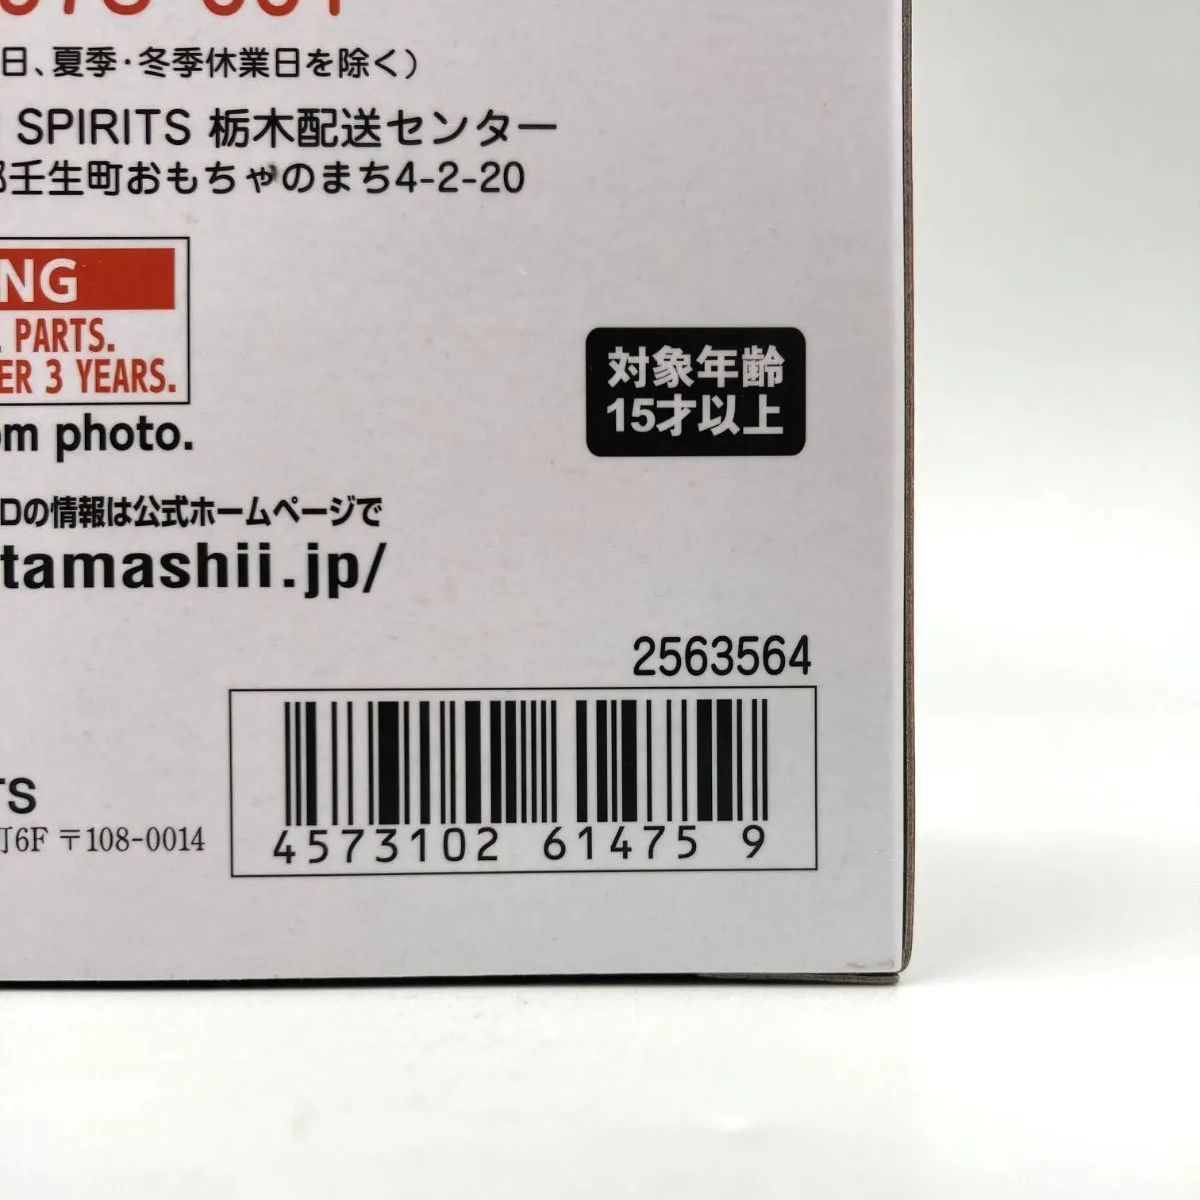 日、夏季・冬季休業日を除く）
SPIRITS 栃木配送センター
壬生町おもちゃのまち4-2-20
NG
PARTS.
ER 3 YEARS.
photo.
対象年齢
15才以上
Dの情報は公式ホームページで
tamashii.jp/
2563564
TS
6F 〒108-0014
4573102 61475 9